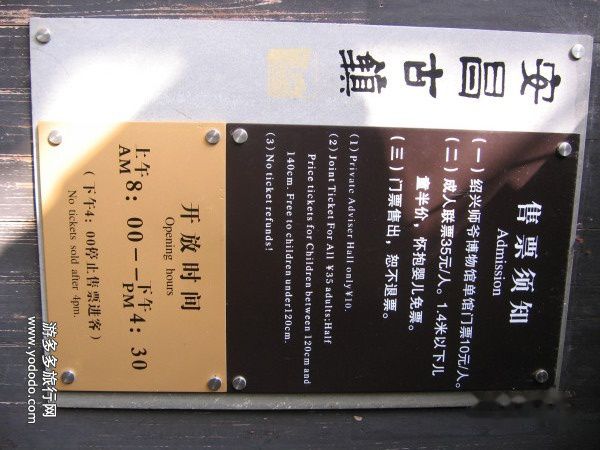 安昌古镇
售票须知
Admission
(一) 绍兴师爷博物馆单馆门票10元/人。
(二) 成人联票35元/人。1.4米以下儿
童半价，怀抱婴儿免票。
(三) 门票售出，恕不退票。
(1) Private Adviser Hall only ¥10.
(2) Joint Ticket For All ¥35 adults;Half
Price tickets for Children between 120cm and
140cm. Free to children under120cm.
(3) No ticket refunds!
开放时间
Opening hours
上午 8：00－－下午 4：30
AM PM
(下午4：00停止售票进客)
No tickets sold after 4pm.
游多多旅行网
www.yododo.com